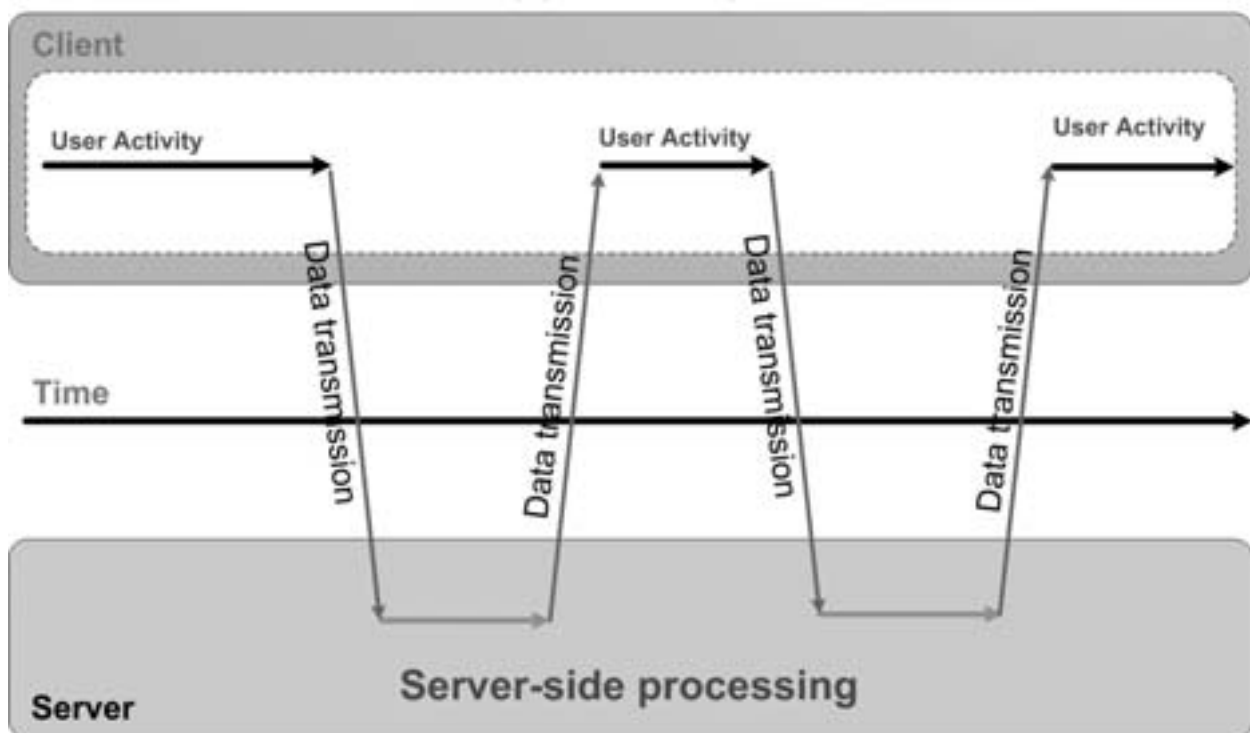 Client
User Activity
User Activity
User Activity
Data transmission
Data transmission
Data transmission
Data transmission
Time
Server-side processing
Server